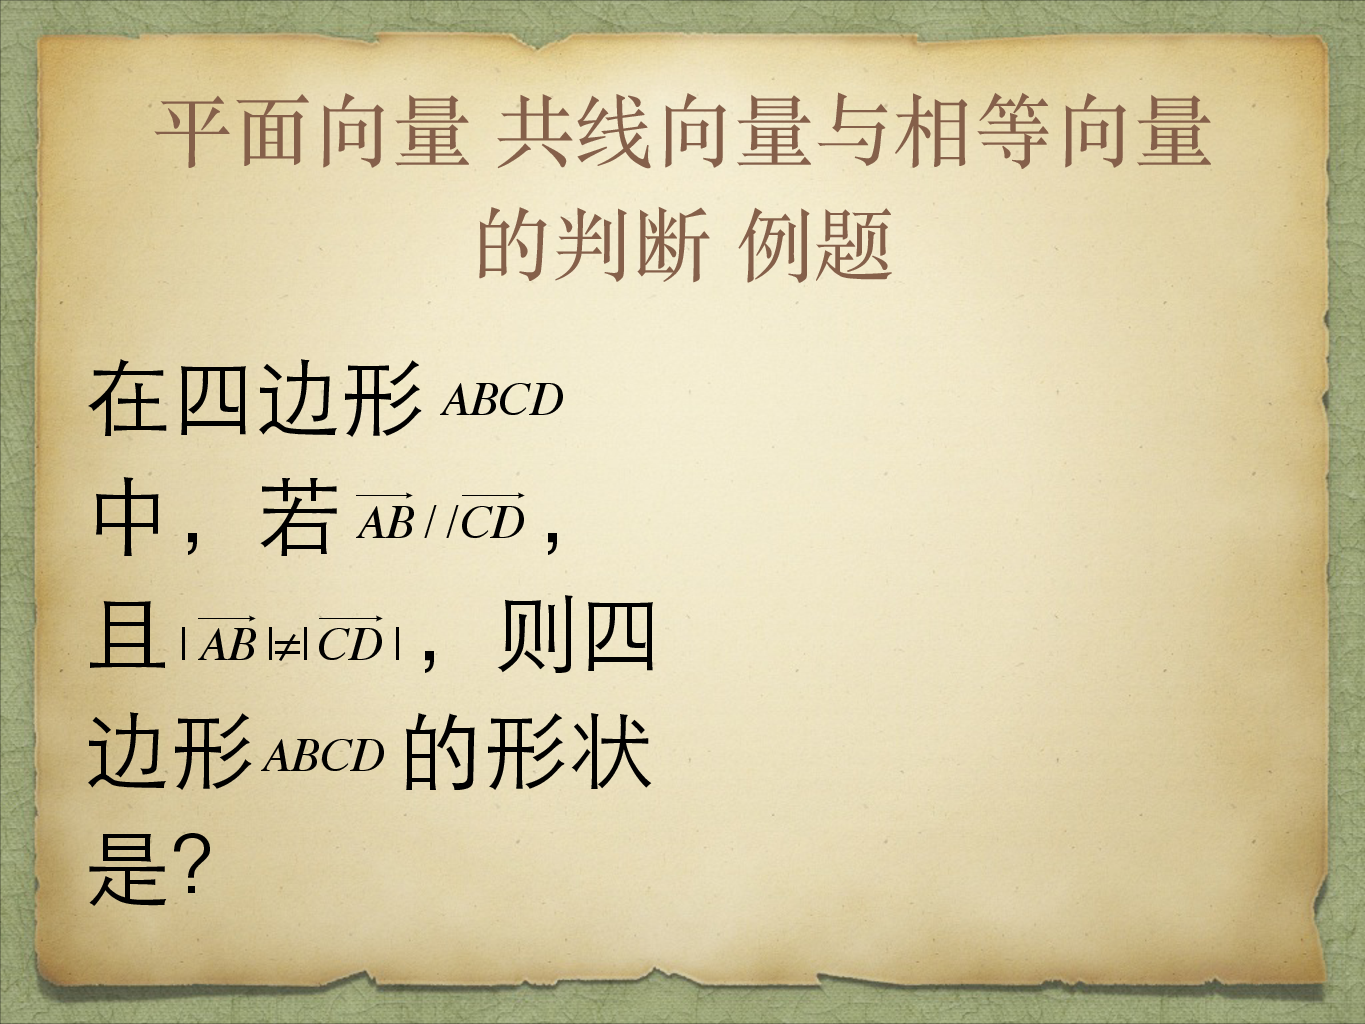 平面向量 共线向量与相等向量
的判断 例题
在四边形 ABCD
中，若 $\overrightarrow{AB}//\overrightarrow{CD}$，
且 $|\overrightarrow{AB}|\neq|\overrightarrow{CD}|$，则四
边形 ABCD 的形状
是？